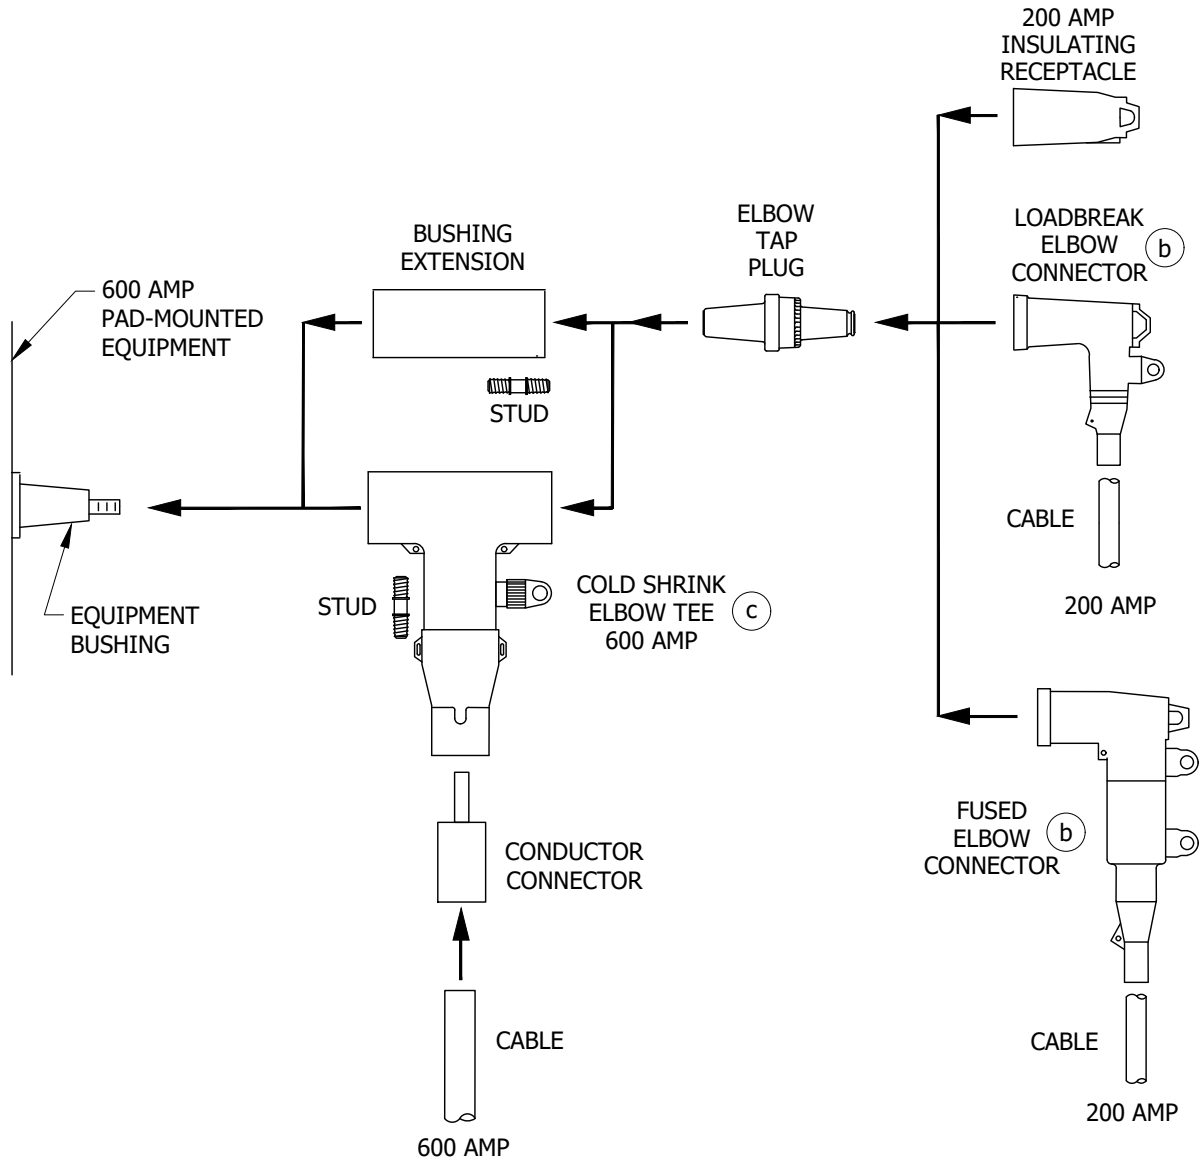 200 AMP
INSULATING
RECEPTACLE
ELBOW
TAP
PLUG
LOADBREAK
ELBOW
CONNECTOR
b
BUSHING
EXTENSION
600 AMP
PAD-MOUNTED
EQUIPMENT
STUD
CABLE
200 AMP
STUD
COLD SHRINK
ELBOW TEE
600 AMP
c
EQUIPMENT
BUSHING
FUSED
ELBOW
CONNECTOR
b
CONDUCTOR
CONNECTOR
CABLE
600 AMP
CABLE
200 AMP